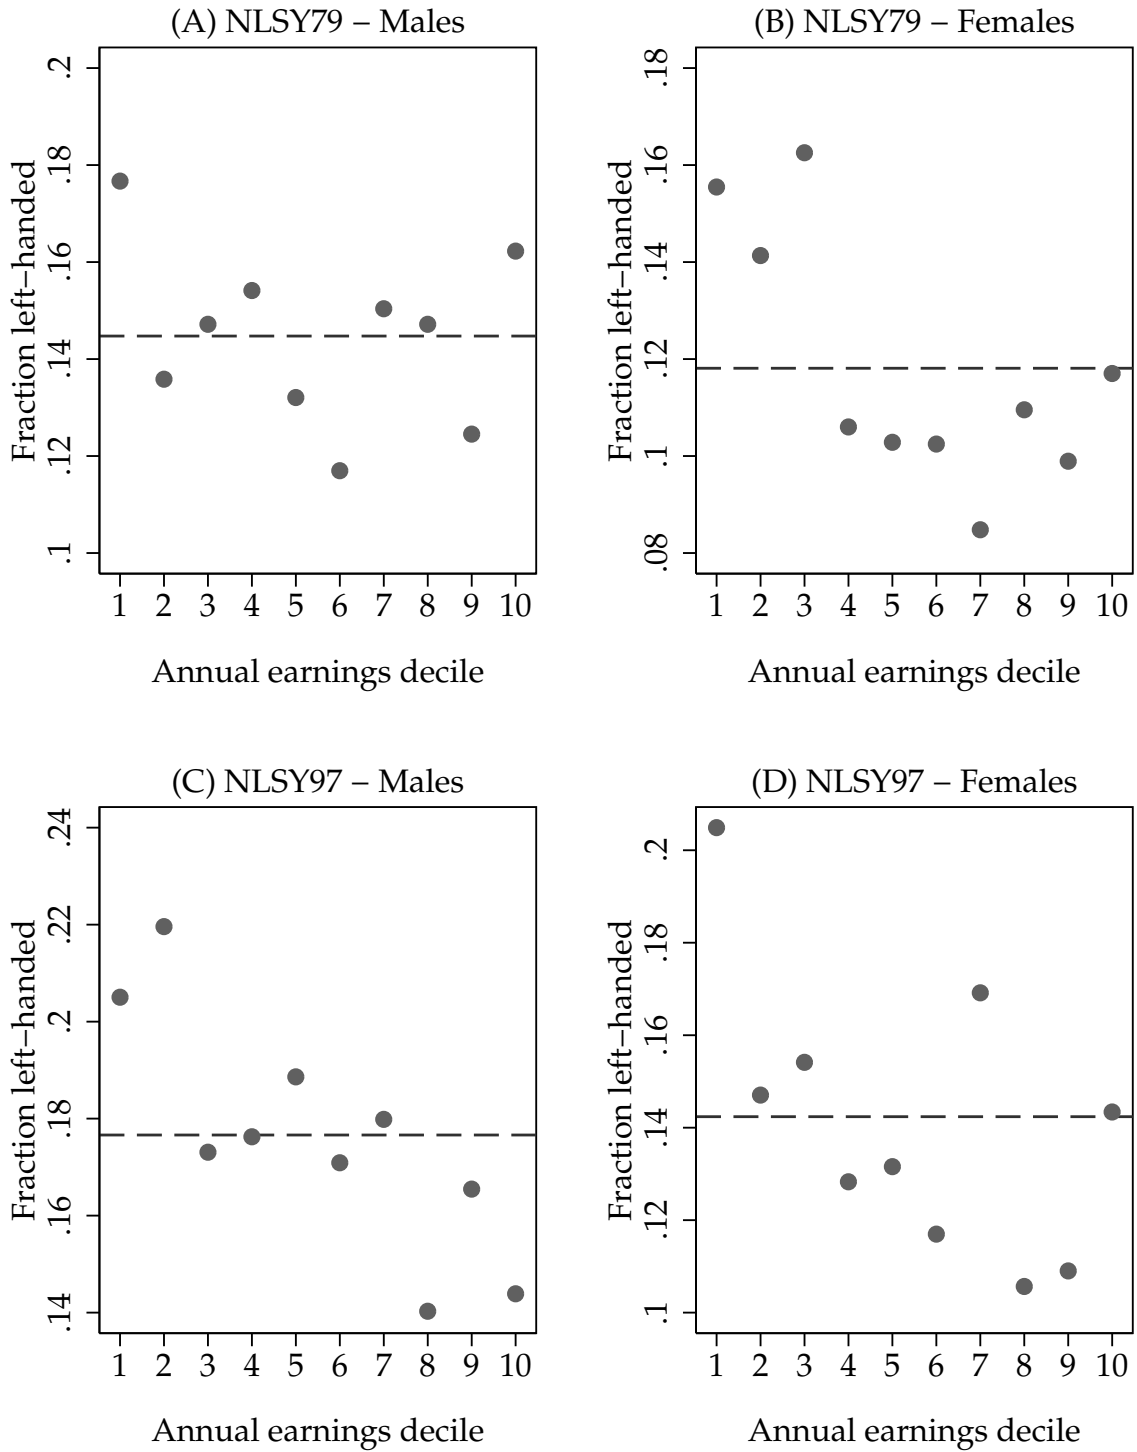 (A) NLSY79 – Males
Fraction left–handed
.2
.18
.16
.14
.12
.1
1 2 3 4 5 6 7 8 9 10
Annual earnings decile
(B) NLSY79 – Females
Fraction left–handed
.18
.16
.14
.12
.1
.08
1 2 3 4 5 6 7 8 9 10
Annual earnings decile
(C) NLSY97 – Males
Fraction left–handed
.24
.22
.2
.18
.16
.14
1 2 3 4 5 6 7 8 9 10
Annual earnings decile
(D) NLSY97 – Females
Fraction left–handed
.2
.18
.16
.14
.12
.1
1 2 3 4 5 6 7 8 9 10
Annual earnings decile